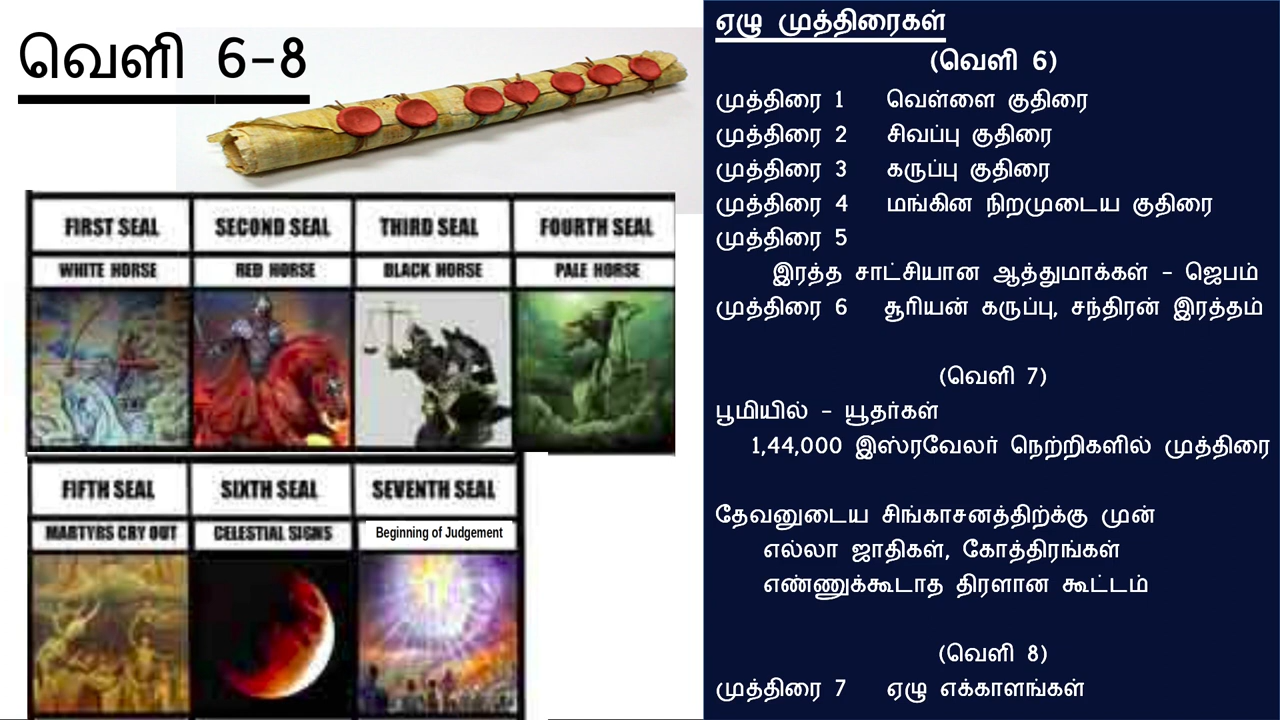 வெளி 6-8
FIRST SEAL
SECOND SEAL
THIRD SEAL
FOURTH SEAL
WHITE HORSE
RED HORSE
BLACK HORSE
PALE HORSE
FIFTH SEAL
SIXTH SEAL
SEVENTH SEAL
MARTYRS CRY OUT
CELESTIAL SIGNS
Beginning of Judgement
ஏழு முத்திரைகள்
(வெளி 6)
முத்திரை 1 வெள்ளை குதிரை
முத்திரை 2 சிவப்பு குதிரை
முத்திரை 3 கருப்பு குதிரை
முத்திரை 4 மங்கின நிறமுடைய குதிரை
முத்திரை 5
இரத்த சாட்சியான ஆத்துமாக்கள் - ஜெபம்
முத்திரை 6 சூரியன் கருப்பு, சந்திரன் இரத்தம்
(வெளி 7)
பூமியில் - யூதர்கள்
1,44,000 இஸ்ரவேலர் நெற்றிகளில் முத்திரை
தேவனுடைய சிங்காசனத்திற்க்கு முன்
எல்லா ஜாதிகள், கோத்திரங்கள்
எண்ணுக்கூடாத திரளான கூட்டம்
(வெளி 8)
முத்திரை 7 ஏழு எக்காளங்கள்